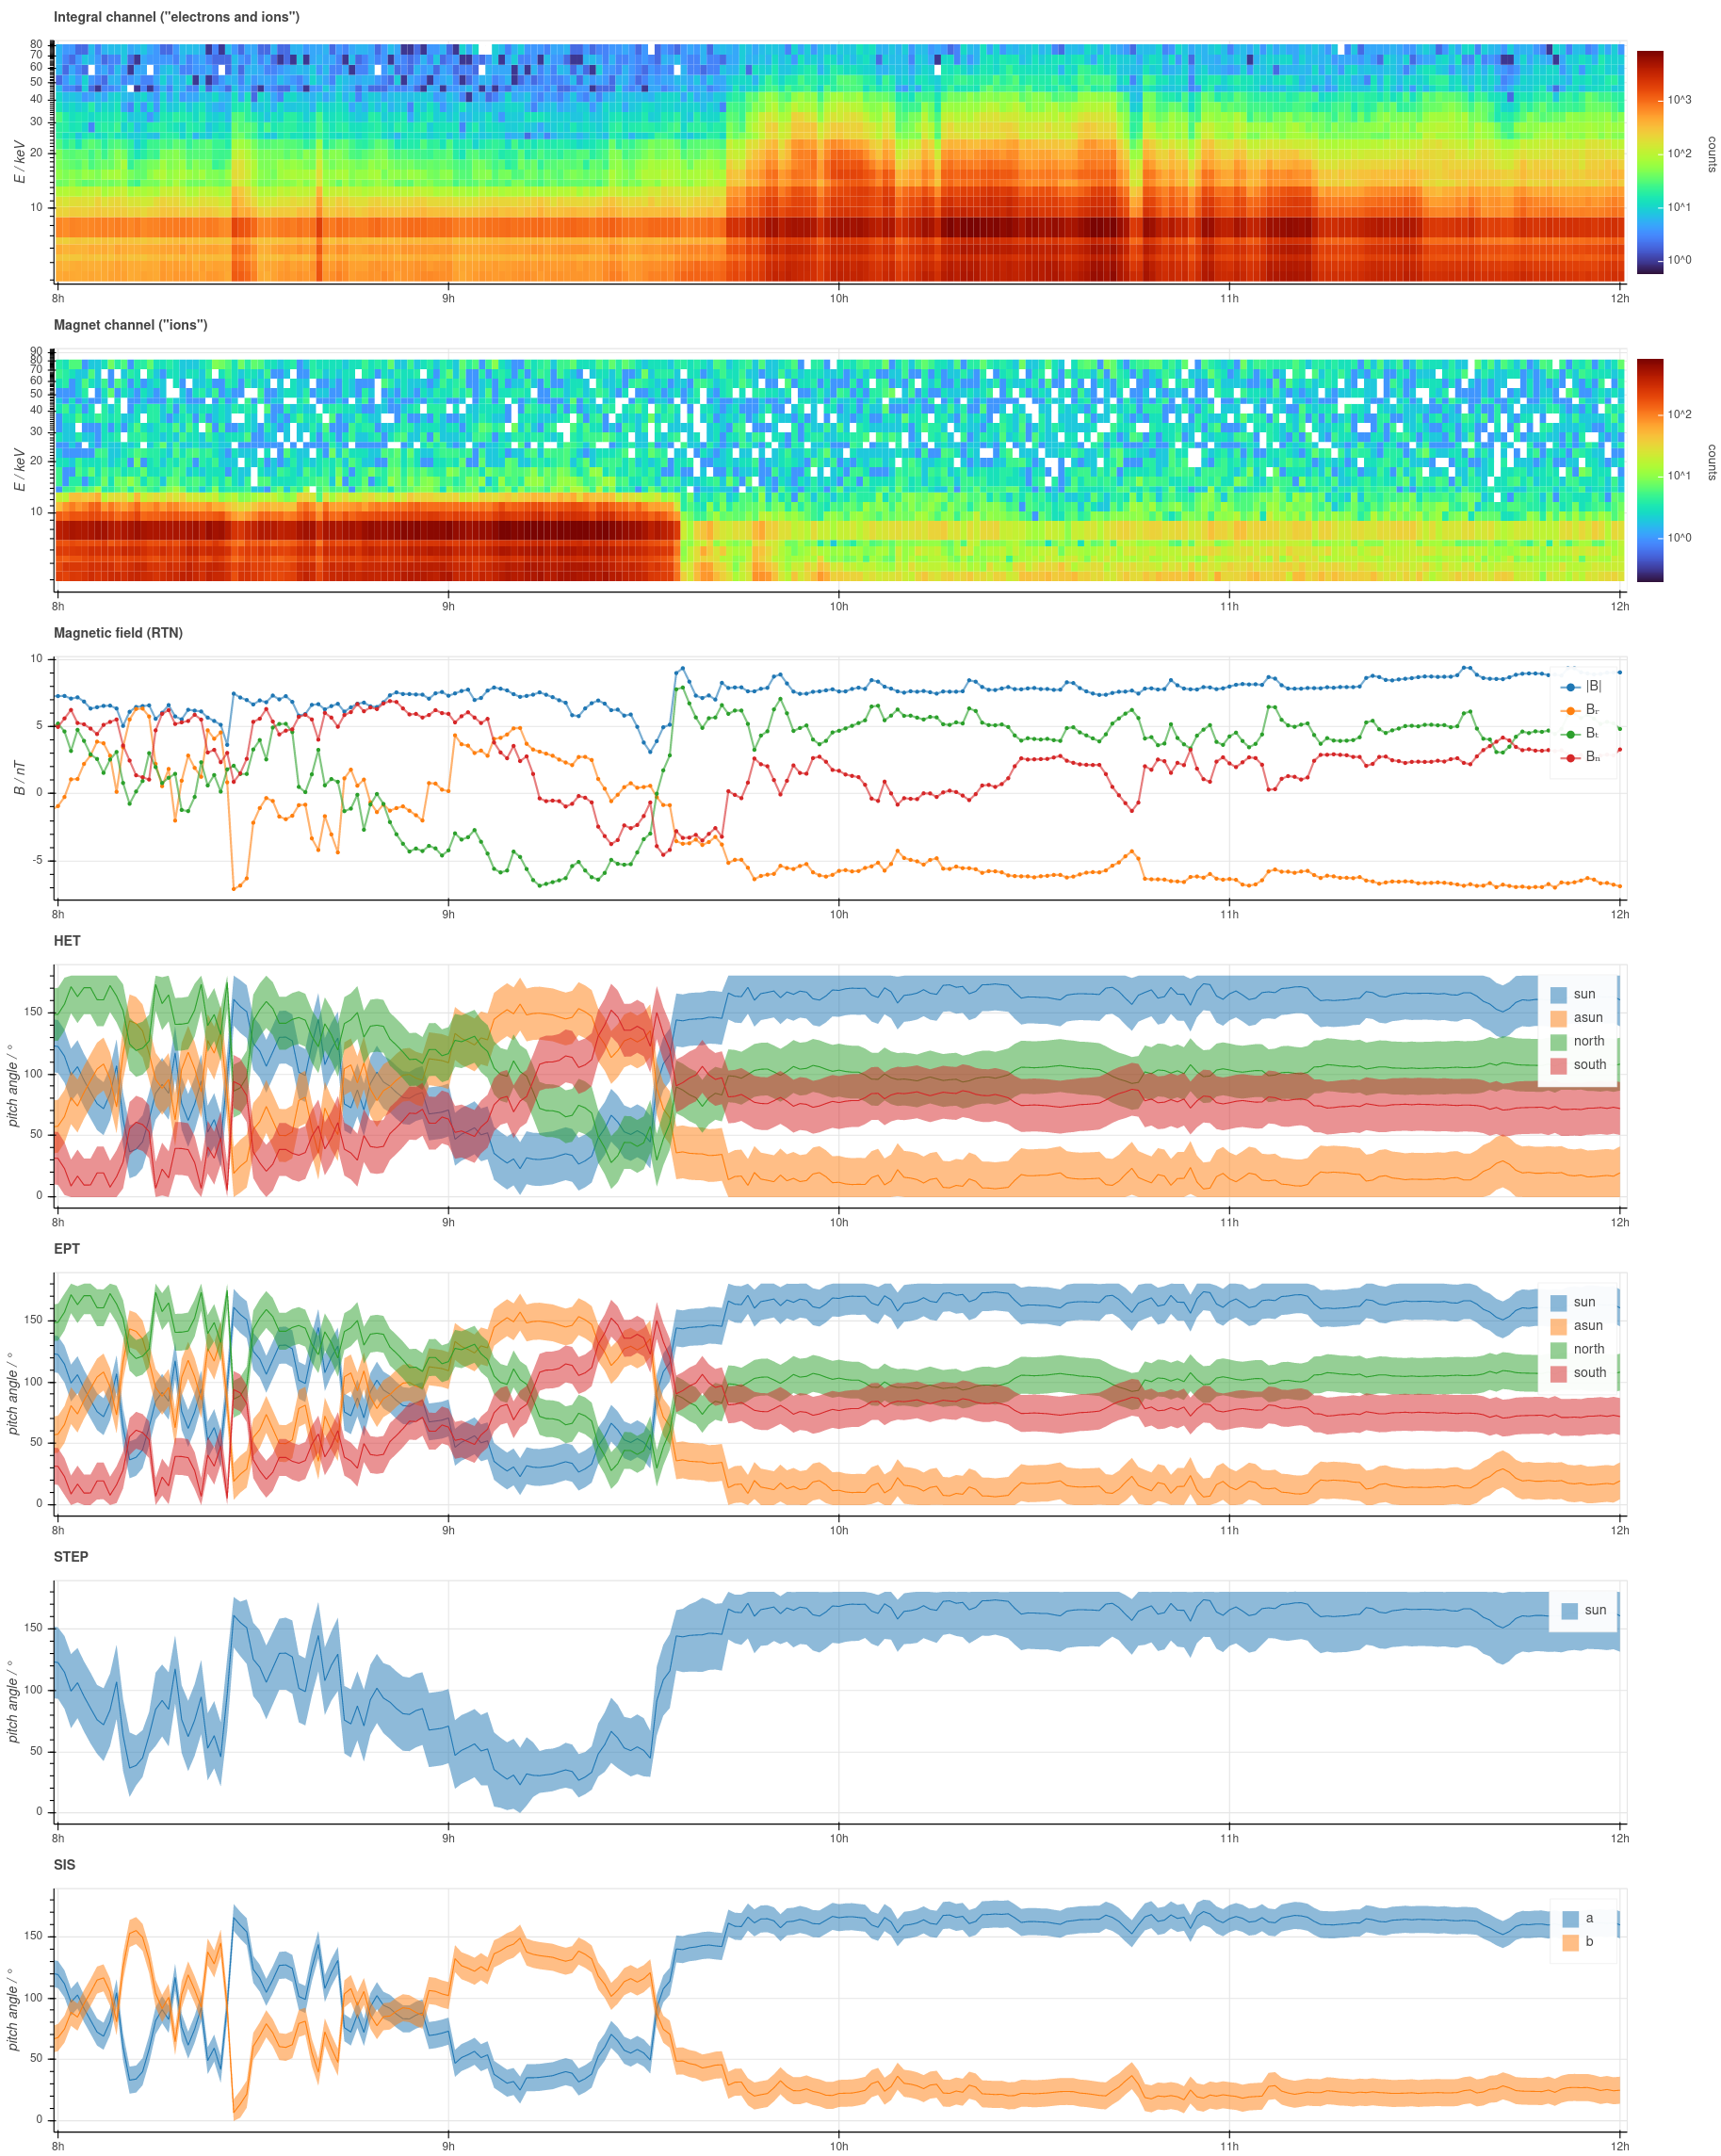 Integral channel ("electrons and ions")
80
70
60
50
40
30
20
10
E / keV
8h 9h 10h 11h 12h
10^3
10^2
10^1
10^0
counts
Magnet channel ("ions")
90
80
70
60
50
40
30
20
10
E / keV
8h 9h 10h 11h 12h
10^2
10^1
10^0
counts
Magnetic field (RTN)
10
5
0
-5
B / nT
|B|
Bᵣ
Bₜ
Bₙ
8h 9h 10h 11h 12h
HET
150
100
50
0
pitch angle / °
sun
asun
north
south
8h 9h 10h 11h 12h
EPT
150
100
50
0
pitch angle / °
sun
asun
north
south
8h 9h 10h 11h 12h
STEP
150
100
50
0
pitch angle / °
sun
8h 9h 10h 11h 12h
SIS
150
100
50
0
pitch angle / °
a
b
8h 9h 10h 11h 12h